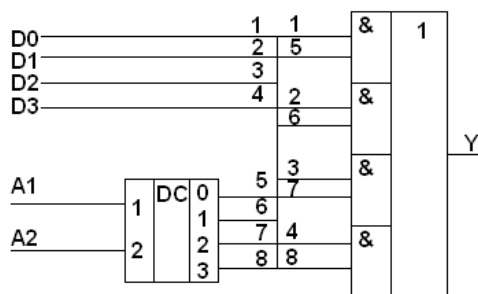 D0 1 1 & 1
D1 2 5
D2 3
D3 4 2 &
6
3 &
Y
A1 5 7
1 DC 0 6
1
A2 2 2 7 4 &
3 8 8